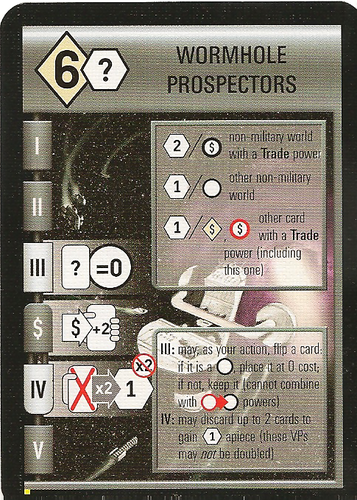 6 ?
WORMHOLE
PROSPECTORS
I
2 / $ non-military world
with a Trade power
1 / other non-military
world
II
1 / $ , $ other card
with a Trade
power (including
this one)
III ? =0
$ $ +2
IV x2 1
x2
III: may, as your action, flip a card:
if it is a place it at 0 cost;
if not, keep it (cannot combine
with powers)
IV: may discard up to 2 cards to
gain 1 apiece (these VPs
may not be doubled)
V